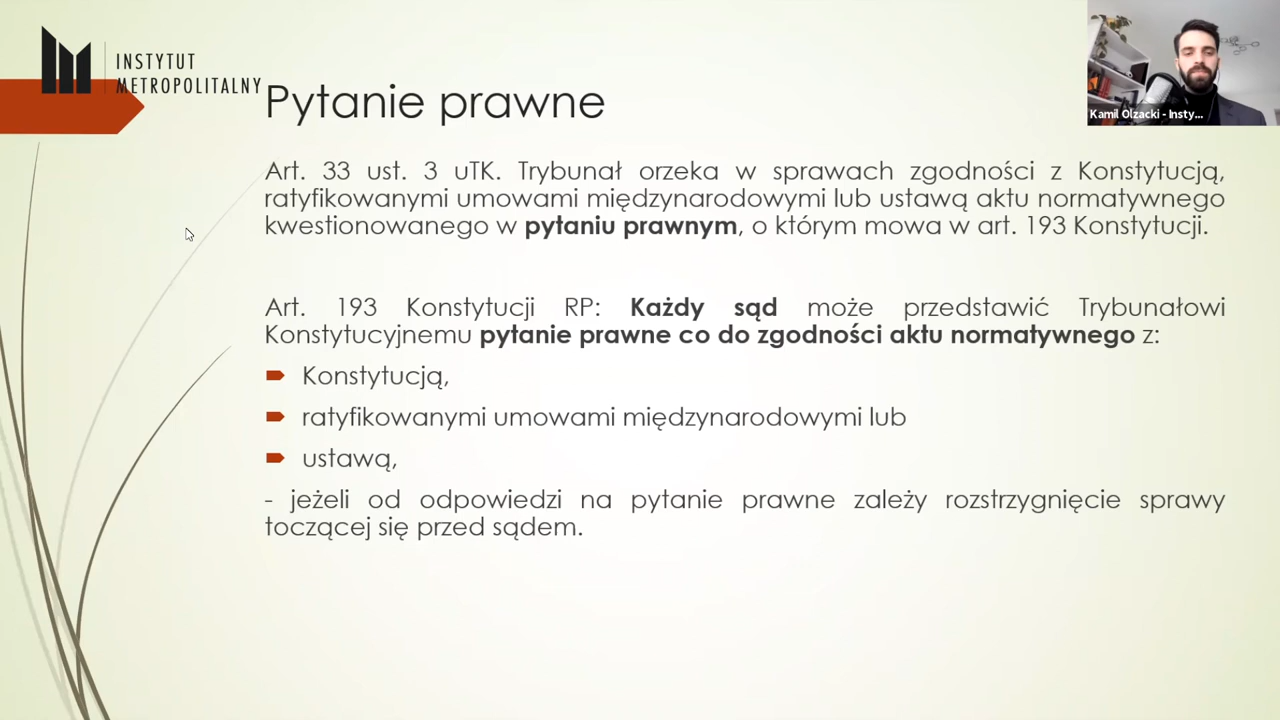 INSTYTUT
METROPOLITALNY
Pytanie prawne
Kamil Olzacki - Insty...
Art. 33 ust. 3 uTK. Trybunał orzeka w sprawach zgodności z Konstytucją,
ratyfikowanymi umowami międzynarodowymi lub ustawą aktu normatywnego
kwestionowanego w pytaniu prawnym, o którym mowa w art. 193 Konstytucji.
Art. 193 Konstytucji RP: Każdy sąd może przedstawić Trybunałowi
Konstytucyjnemu pytanie prawne co do zgodności aktu normatywnego z:
Konstytucją,
ratyfikowanymi umowami międzynarodowymi lub
ustawą,
- jeżeli od odpowiedzi na pytanie prawne zależy rozstrzygnięcie sprawy
toczącej się przed sądem.